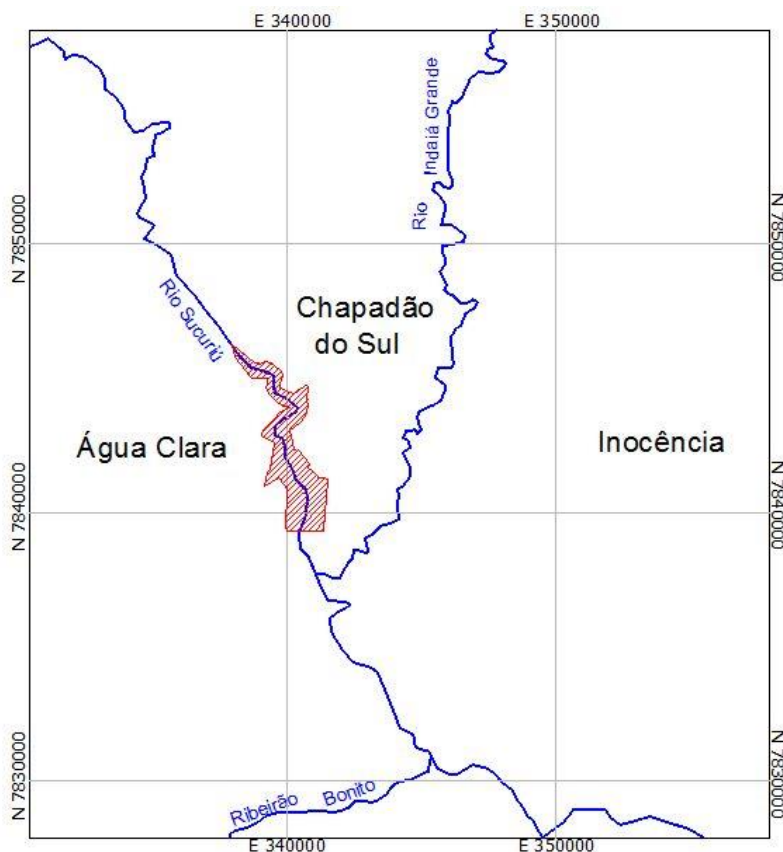 E 340000
E 350000
Indaiá Grande
Rio
N 7850000
N 7850000
Rio Sucuriú
Chapadão
do Sul
Água Clara
Inocência
N 7840000
N 7840000
N 7830000
N 7830000
Ribeirão Bonito
E 340000
E 350000